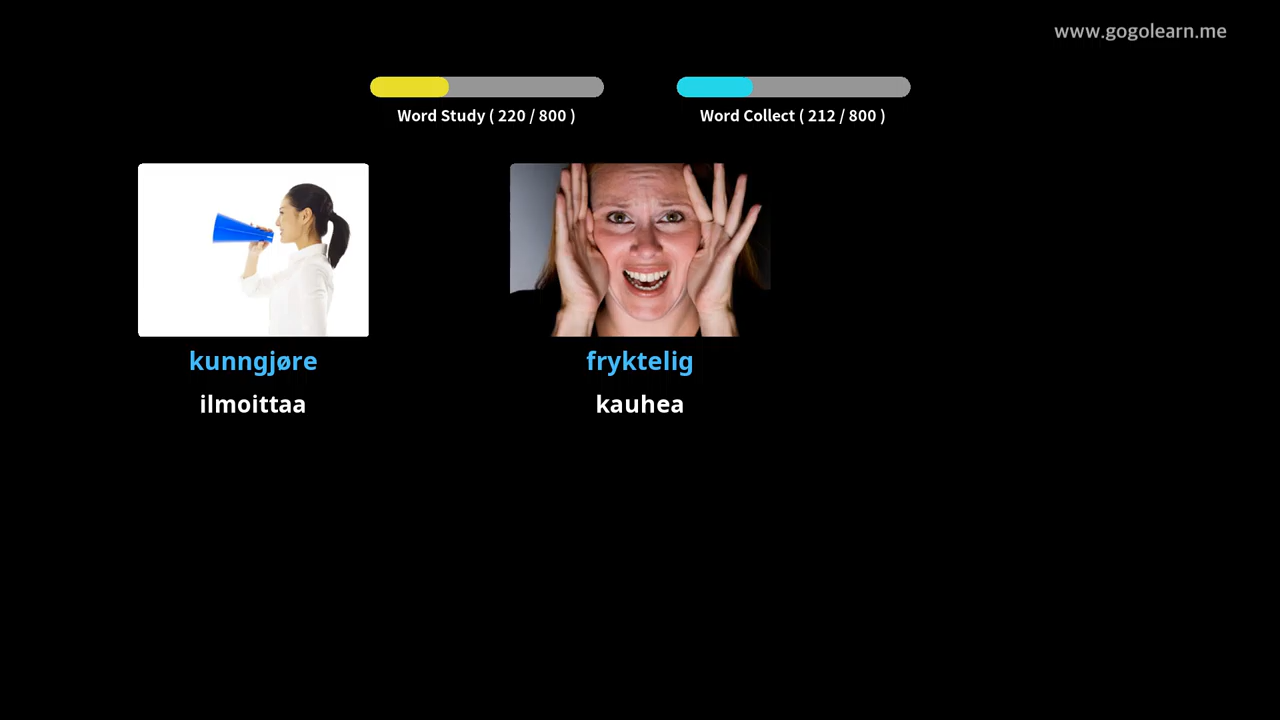 www.gogolearn.me
Word Study ( 220 / 800 )
Word Collect ( 212 / 800 )
kunngjøre
ilmoittaa
fryktelig
kauhea